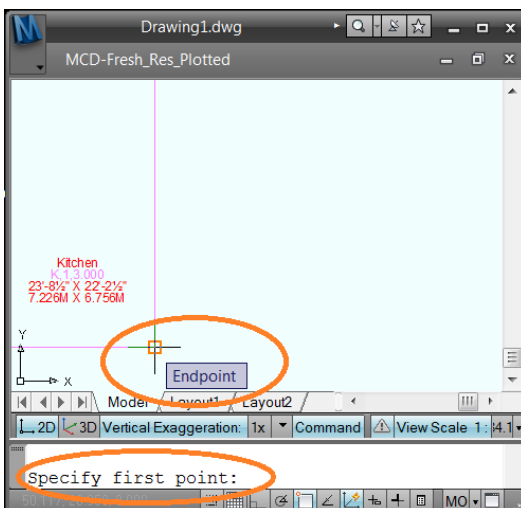 Drawing1.dwg
MCD-Fresh_Res_Plotted
Kitchen
K,1,3.000
23'-8½" X 22'-2½"
7.226M X 6.756M
Y
X
Endpoint
Model Layout1 Layout2
2D 3D Vertical Exaggeration: 1x Command View Scale 1:
Specify first point:
MO